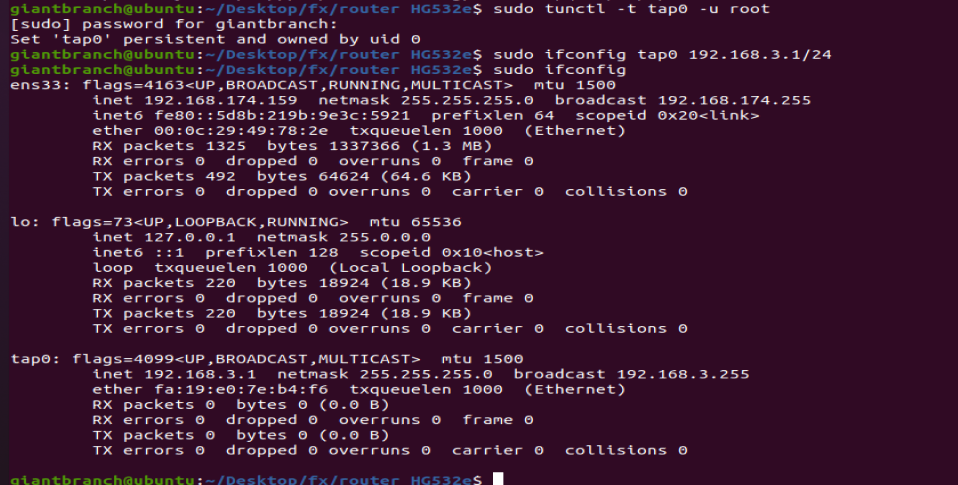 giantbranch@ubuntu:~/Desktop/fx/router HG532e$ sudo tunctl -t tap0 -u root
[sudo] password for giantbranch:
Set 'tap0' persistent and owned by uid 0
giantbranch@ubuntu:~/Desktop/fx/router HG532e$ sudo ifconfig tap0 192.168.3.1/24
giantbranch@ubuntu:~/Desktop/fx/router HG532e$ sudo ifconfig
ens33: flags=4163<UP,BROADCAST,RUNNING,MULTICAST>  mtu 1500
        inet 192.168.174.159  netmask 255.255.255.0  broadcast 192.168.174.255
        inet6 fe80::5d8b:219b:9e3c:5921  prefixlen 64  scopeid 0x20<link>
        ether 00:0c:29:49:78:2e  txqueuelen 1000  (Ethernet)
        RX packets 1325  bytes 1337366 (1.3 MB)
        RX errors 0  dropped 0  overruns 0  frame 0
        TX packets 492  bytes 64624 (64.6 KB)
        TX errors 0  dropped 0 overruns 0  carrier 0  collisions 0

lo: flags=73<UP,LOOPBACK,RUNNING>  mtu 65536
        inet 127.0.0.1  netmask 255.0.0.0
        inet6 ::1  prefixlen 128  scopeid 0x10<host>
        loop  txqueuelen 1000  (Local Loopback)
        RX packets 220  bytes 18924 (18.9 KB)
        RX errors 0  dropped 0  overruns 0  frame 0
        TX packets 220  bytes 18924 (18.9 KB)
        TX errors 0  dropped 0 overruns 0  carrier 0  collisions 0

tap0: flags=4099<UP,BROADCAST,MULTICAST>  mtu 1500
        inet 192.168.3.1  netmask 255.255.255.0  broadcast 192.168.3.255
        ether fa:19:e0:7e:b4:f6  txqueuelen 1000  (Ethernet)
        RX packets 0  bytes 0 (0.0 B)
        RX errors 0  dropped 0  overruns 0  frame 0
        TX packets 0  bytes 0 (0.0 B)
        TX errors 0  dropped 0 overruns 0  carrier 0  collisions 0

giantbranch@ubuntu:~/Desktop/fx/router HG532e$